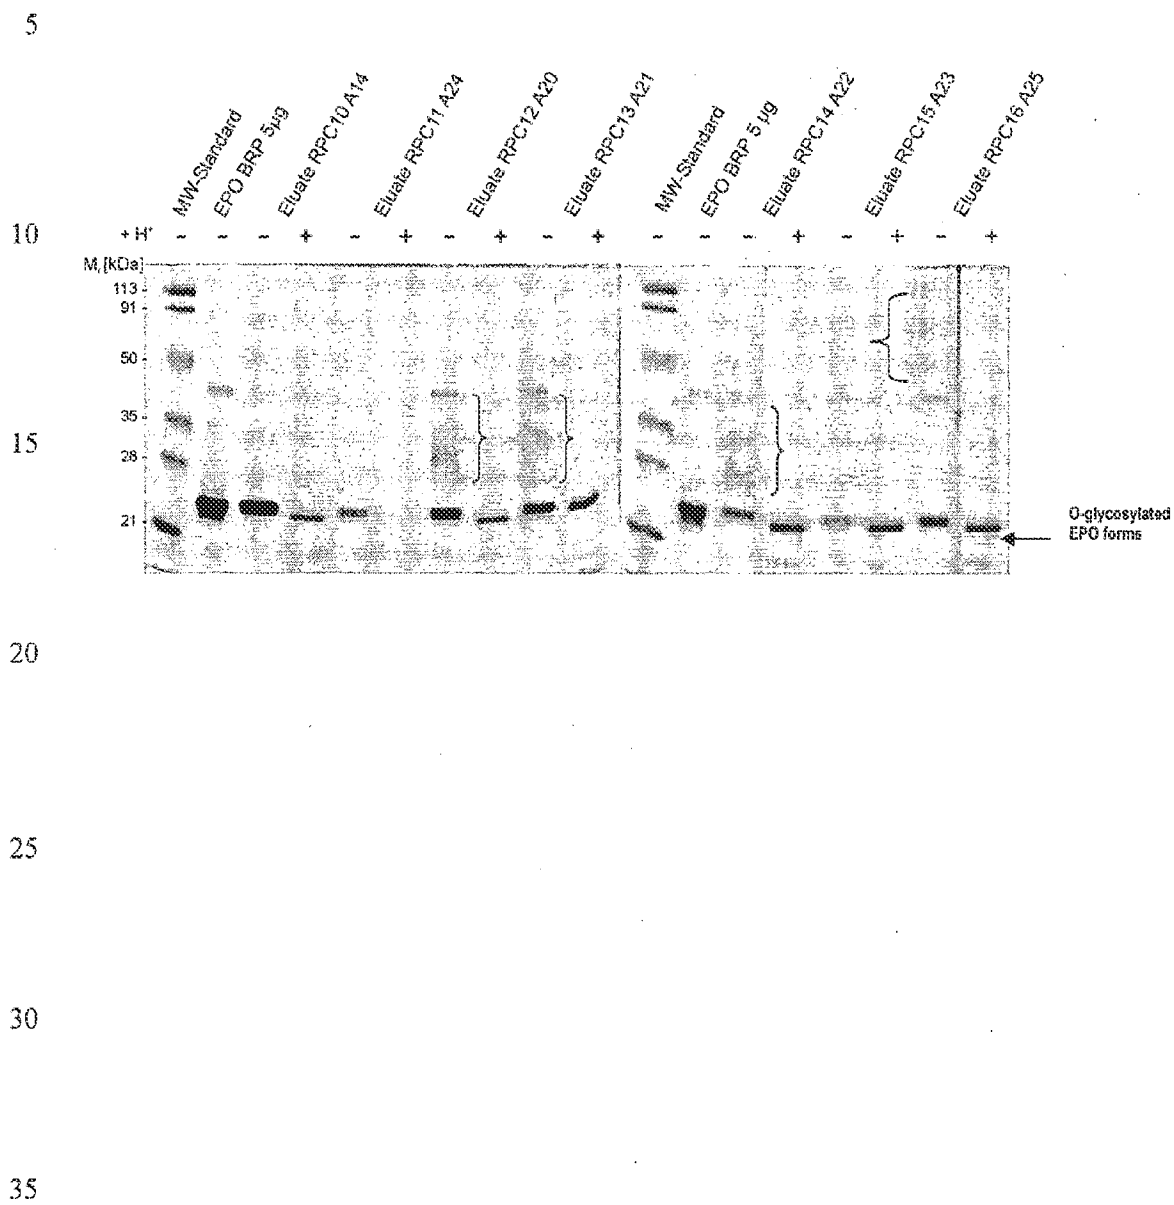 5
MW-Standard
EPO BRP 5µg
Eluate RPC10 A14
Eluate RPC11 A24
Eluate RPC12 A20
Eluate RPC13 A21
MW-Standard
EPO BRP 5 µg
Eluate RPC14 A22
Eluate RPC15 A23
Eluate RPC16 A25
10
+ H⁺ - - - + - + - + - + - - - + - + - +
Mr [kDa]
113
91
50
35
15
28
21
O-glycosylated
EPO forms
20
25
30
35